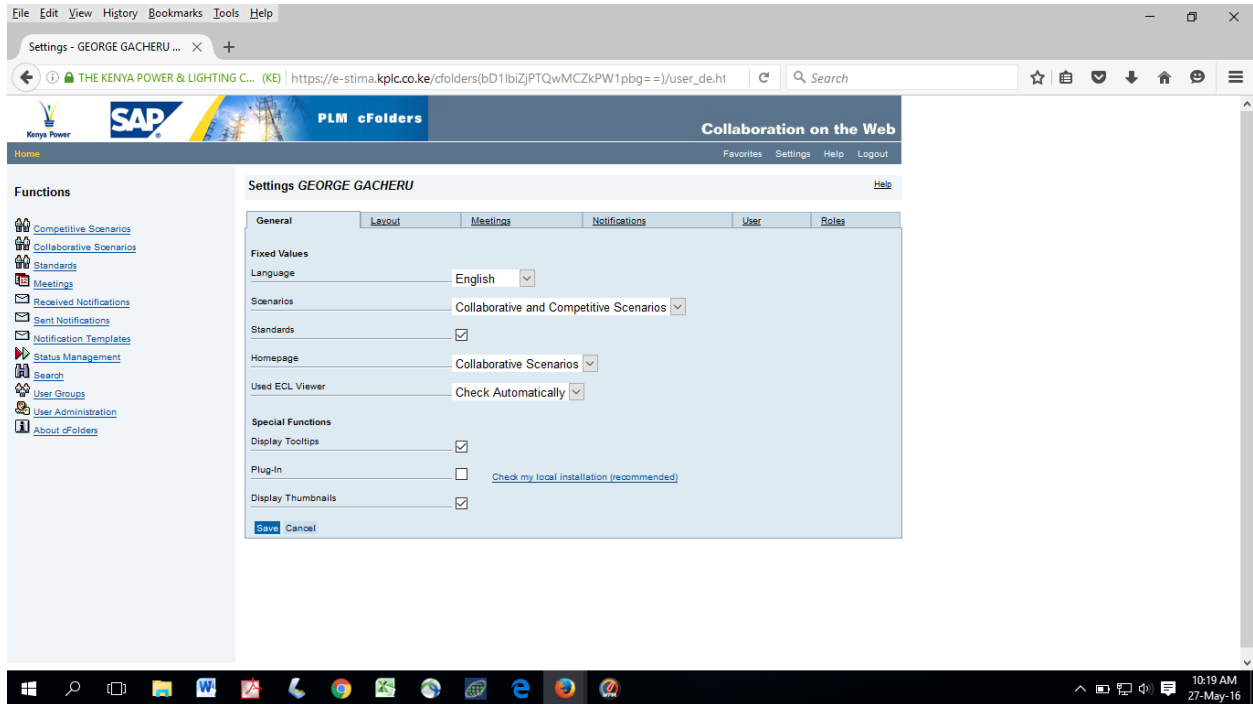 File Edit View History Bookmarks Tools Help
Settings - GEORGE GACHERU ...
THE KENYA POWER & LIGHTING C... (KE) https://e-stima.kplc.co.ke/cfolders(bD1lbiZjPTQwMCZkPW1pbg==)/user_de.ht Search
Kenya Power SAP PLM cFolders Collaboration on the Web
Home Favorites Settings Help Logout
Functions
Competitive Scenarios
Collaborative Scenarios
Standards
Meetings
Received Notifications
Sent Notifications
Notification Templates
Status Management
Search
User Groups
User Administration
About cFolders
Settings GEORGE GACHERU Help
General Layout Meetings Notifications User Roles
Fixed Values
Language English
Scenarios Collaborative and Competitive Scenarios
Standards
Homepage Collaborative Scenarios
Used ECL Viewer Check Automatically
Special Functions
Display Tooltips
Plug-In Check my local installation (recommended)
Display Thumbnails
Save Cancel
10:19 AM
27-May-16